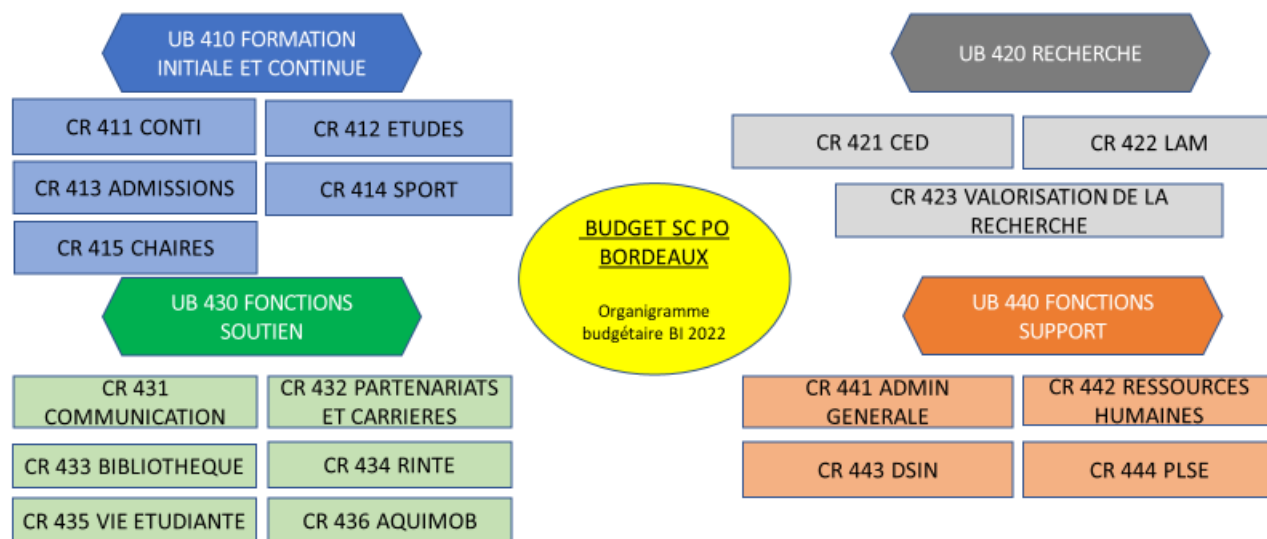 UB 410 FORMATION
INITIALE ET CONTINUE
CR 411 CONTI
CR 412 ETUDES
CR 413 ADMISSIONS
CR 414 SPORT
CR 415 CHAIRES
UB 420 RECHERCHE
CR 421 CED
CR 422 LAM
CR 423 VALORISATION DE LA
RECHERCHE
BUDGET SC PO
BORDEAUX
Organigramme
budgétaire BI 2022
UB 430 FONCTIONS
SOUTIEN
CR 431
COMMUNICATION
CR 432 PARTENARIATS
ET CARRIERES
CR 433 BIBLIOTHEQUE
CR 434 RINTE
CR 435 VIE ETUDIANTE
CR 436 AQUIMOB
UB 440 FONCTIONS
SUPPORT
CR 441 ADMIN
GENERALE
CR 442 RESSOURCES
HUMAINES
CR 443 DSIN
CR 444 PLSE